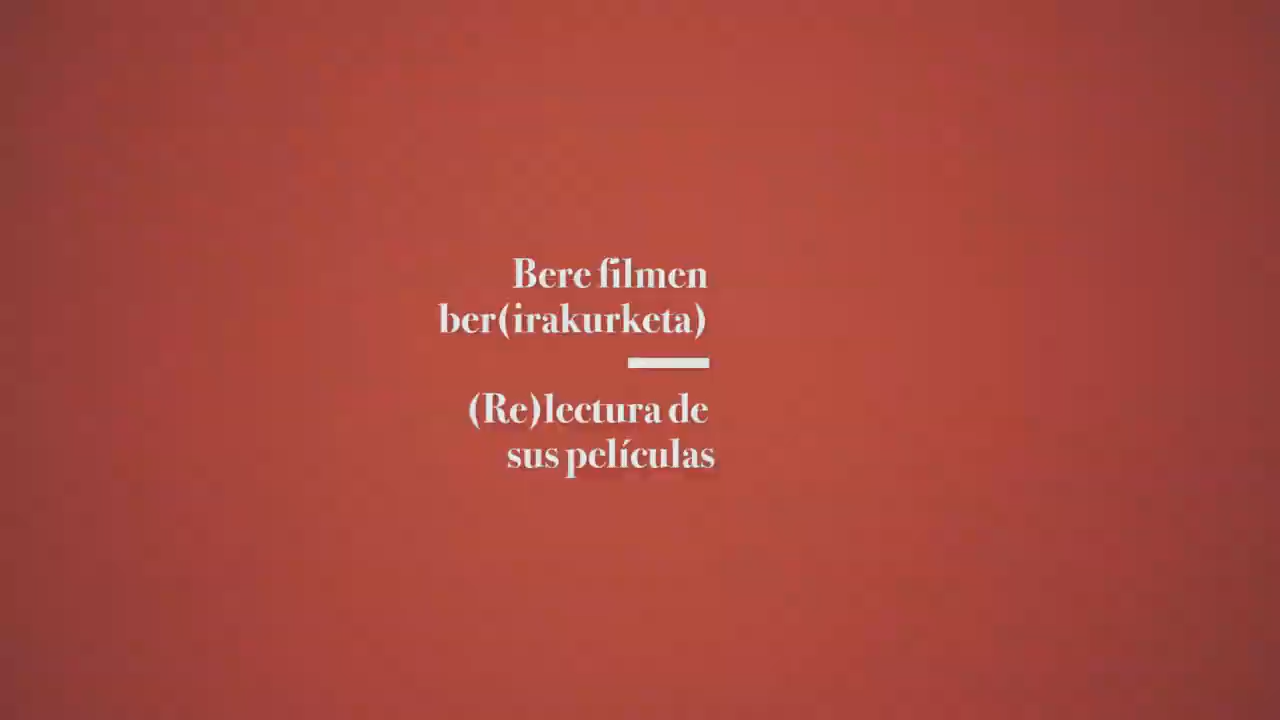 Bere filmen
ber(irakurketa)
(Re)lectura de
sus películas